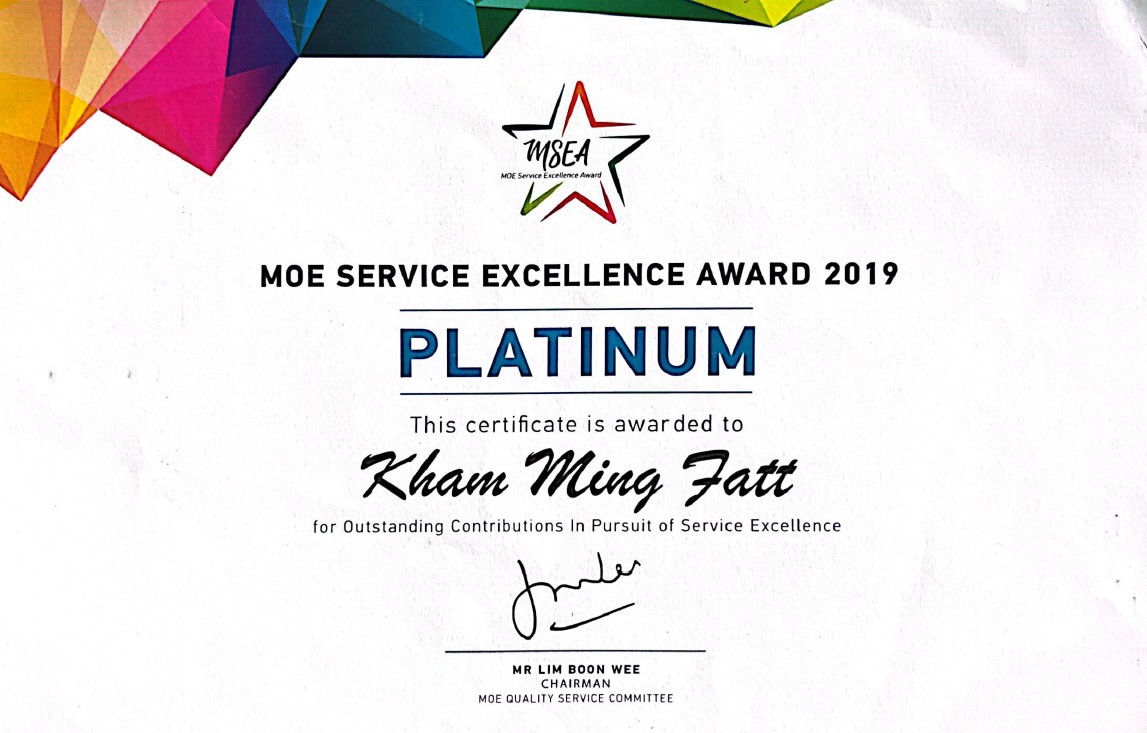 MSEA
MOE Service Excellence Award
MOE SERVICE EXCELLENCE AWARD 2019
PLATINUM
This certificate is awarded to
Kham Ming Fatt
for Outstanding Contributions In Pursuit of Service Excellence
MR LIM BOON WEE
CHAIRMAN
MOE QUALITY SERVICE COMMITTEE